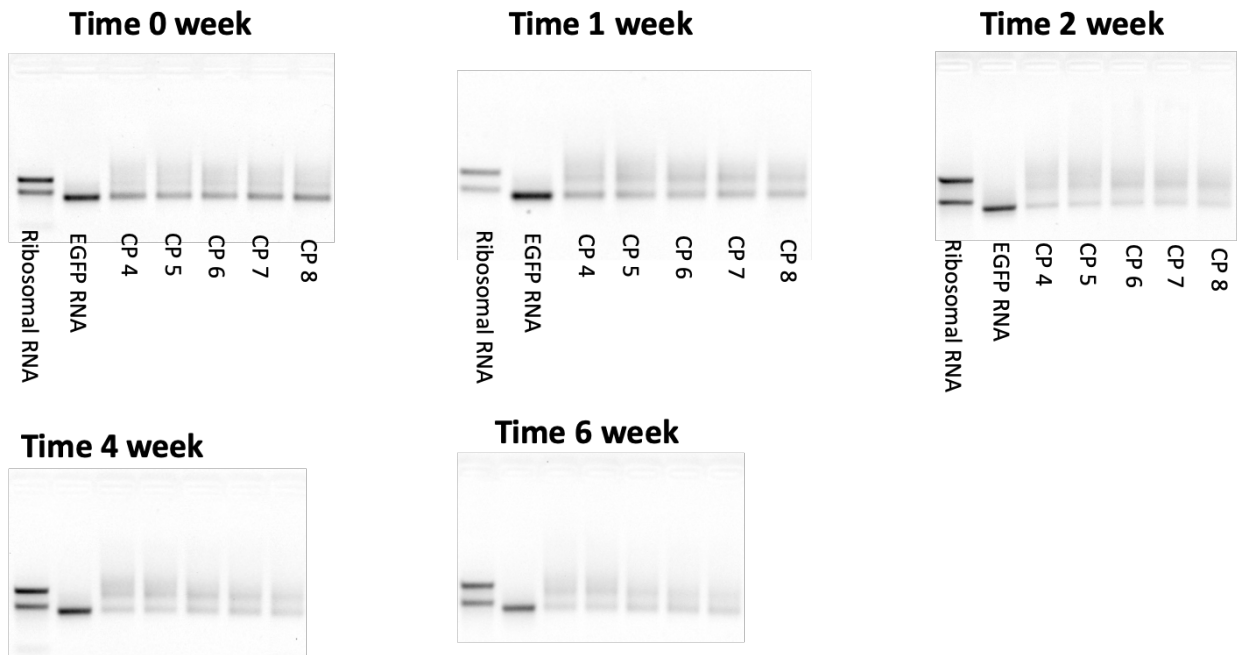 Time 0 week
Ribosomal RNA
EGFP RNA
CP 4
CP 5
CP 6
CP 7
CP 8
Time 1 week
Ribosomal RNA
EGFP RNA
CP 4
CP 5
CP 6
CP 7
CP 8
Time 2 week
Ribosomal RNA
EGFP RNA
CP 4
CP 5
CP 6
CP 7
CP 8
Time 4 week
Time 6 week